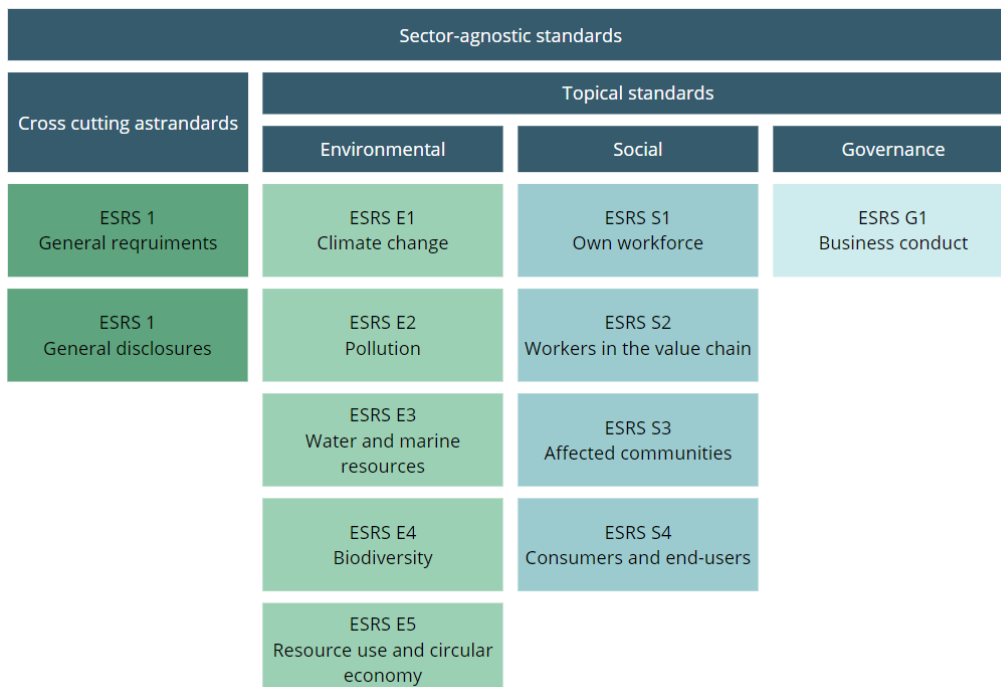 Sector-agnostic standards
Cross cutting astrandards
Topical standards
Environmental
Social
Governance
ESRS 1
General reqruiments
ESRS E1
Climate change
ESRS S1
Own workforce
ESRS G1
Business conduct
ESRS 1
General disclosures
ESRS E2
Pollution
ESRS S2
Workers in the value chain
ESRS E3
Water and marine
resources
ESRS S3
Affected communities
ESRS E4
Biodiversity
ESRS S4
Consumers and end-users
ESRS E5
Resource use and circular
economy